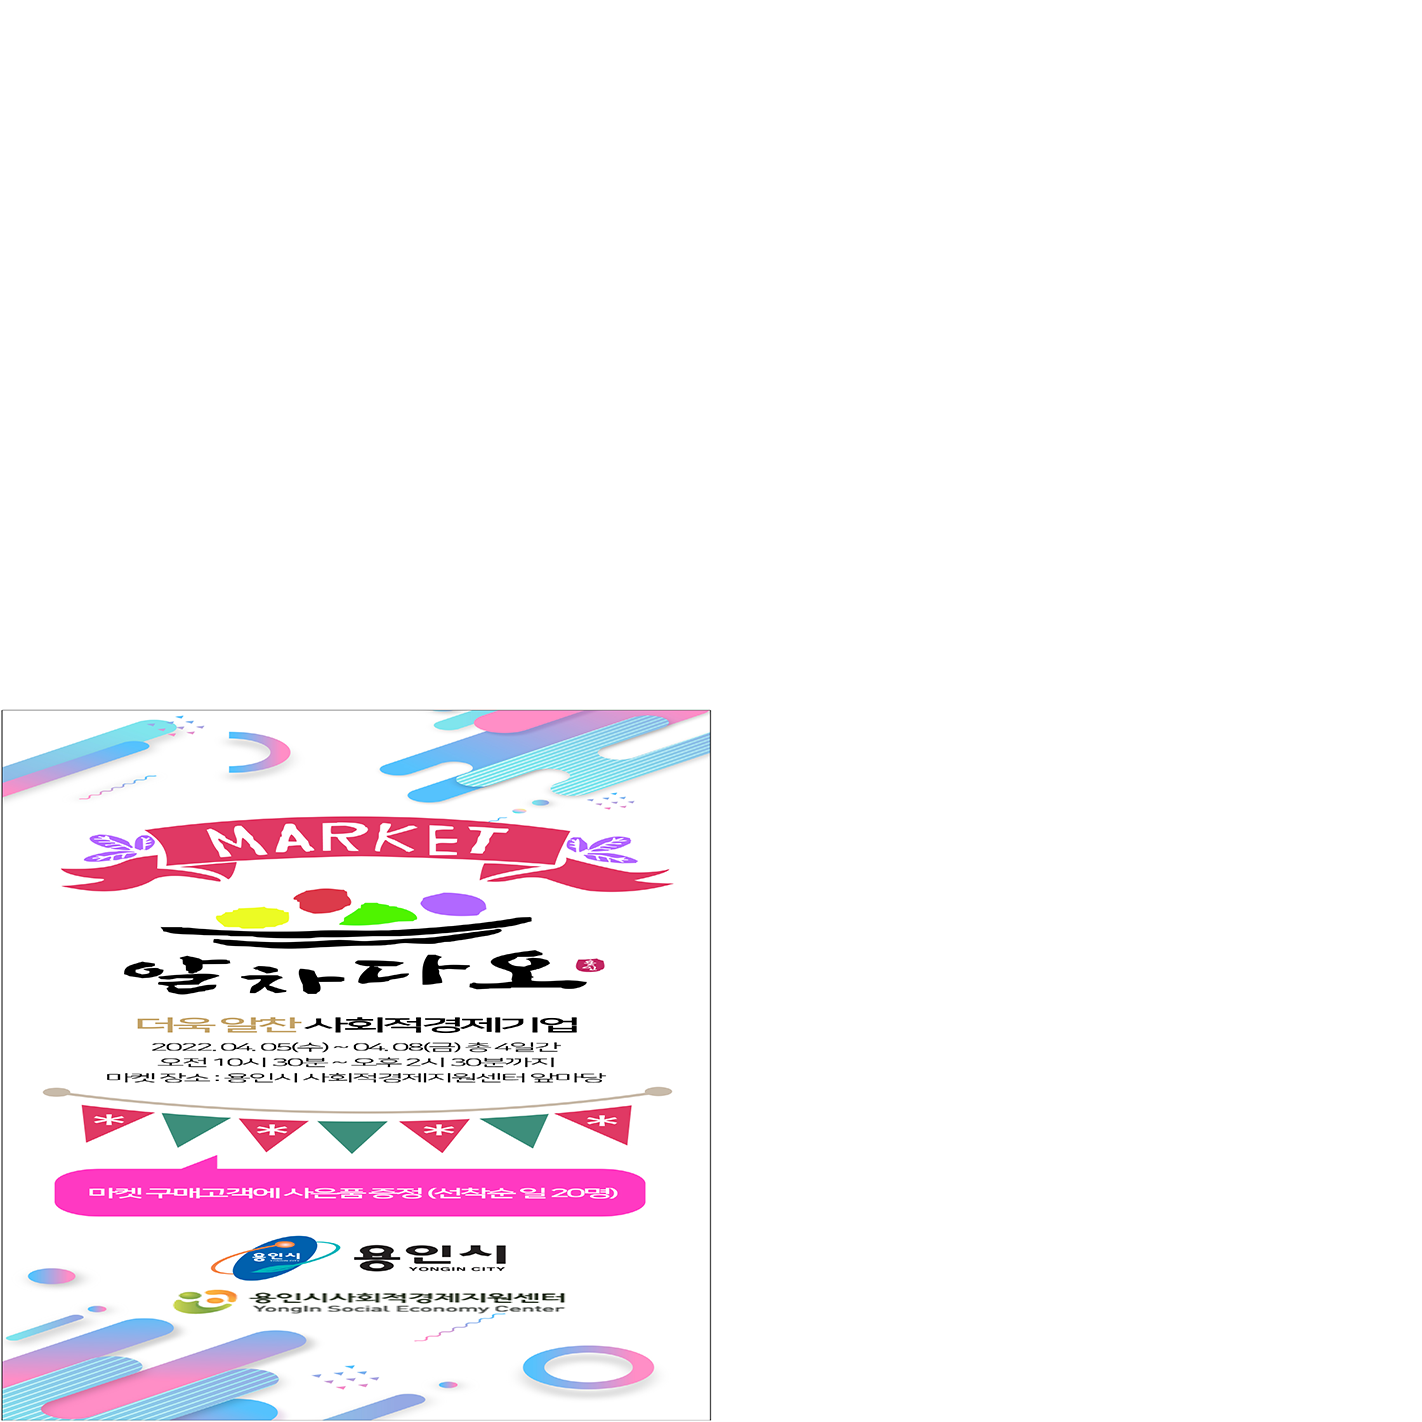 MARKET
알차다오
용인
더욱 알찬 사회적경제기업
2022. 04. 05(수) ~ 04. 08(금) 총 4일간
오전 10시 30분 ~ 오후 2시 30분까지
마켓 장소 : 용인시 사회적경제지원센터 앞마당
마켓 구매고객에 사은품 증정 (선착순 일 20명)
용인시
용인시
YONGIN CITY
용인시사회적경제지원센터
YongIn Social Economy Center